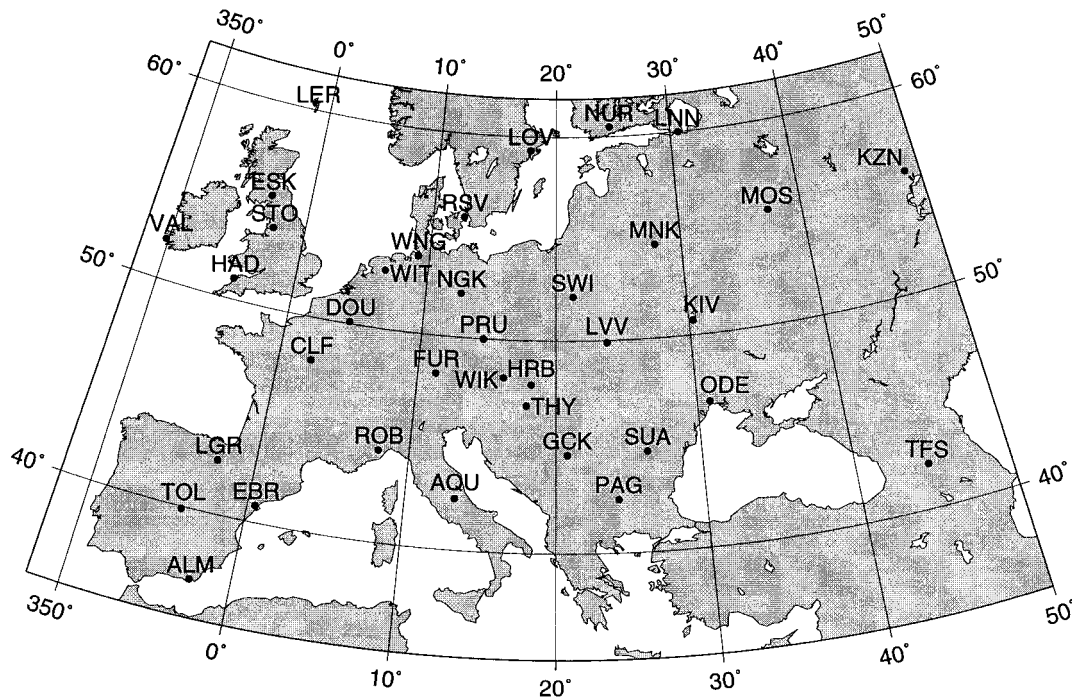 350°
0°
10°
20°
30°
40°
50°
60°
60°
LER
NUR
LNN
LOV
KZN
ESK
RSV
MOS
STO
VAL
WNG
MNK
HAD
WIT
NGK
SWI
50°
50°
DOU
KIV
PRU
LVV
CLF
FUR
WIK
HRB
ODE
THY
LGR
ROB
GCK
SUA
TFS
40°
40°
TOL
EBR
AQU
PAG
ALM
350°
0°
10°
20°
30°
40°
50°